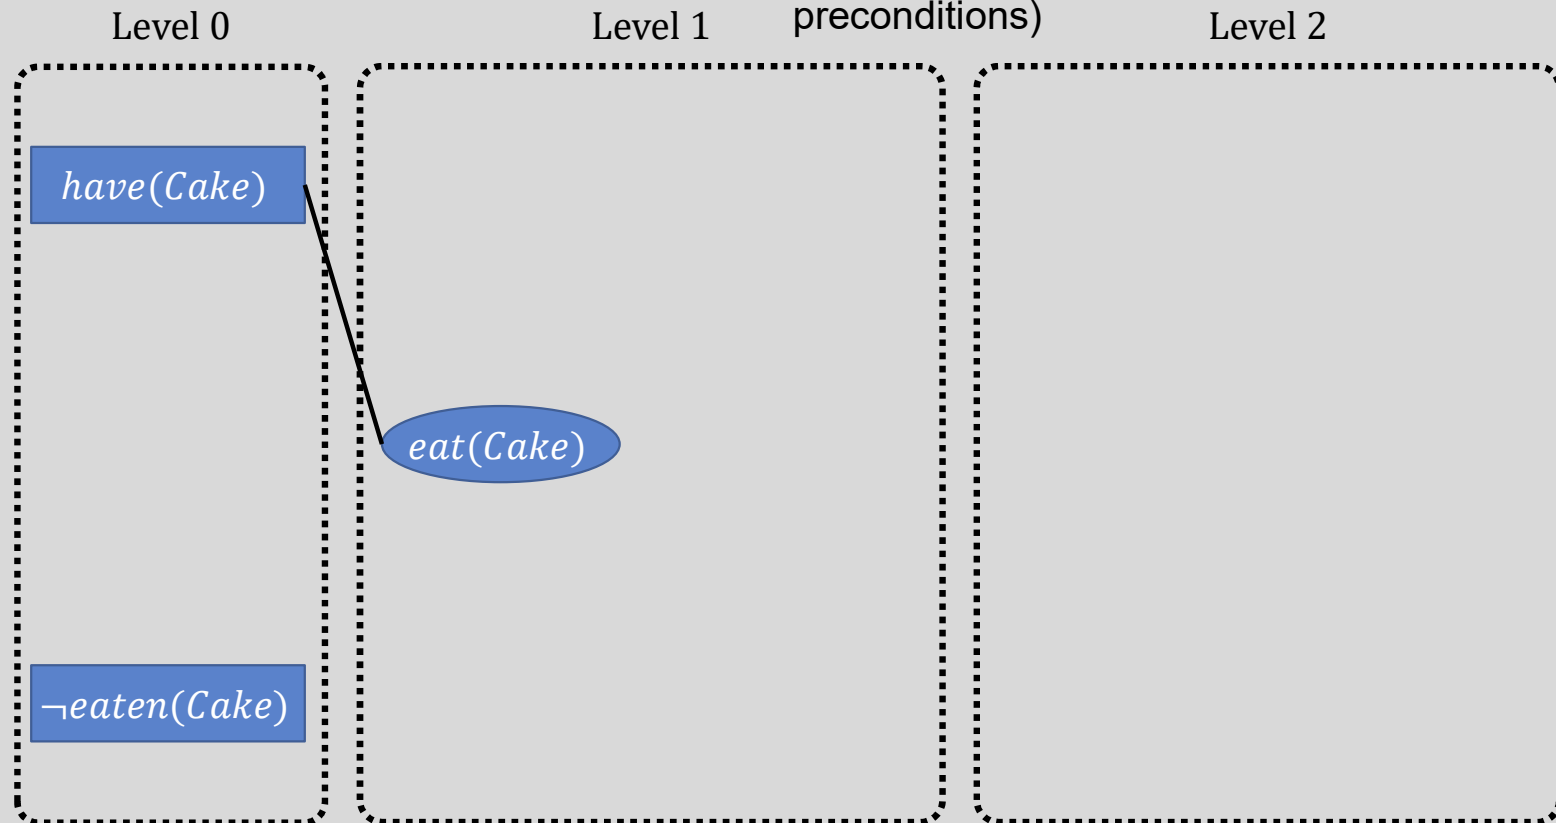 preconditions)
Level 0
Level 1
Level 2
have(Cake)
eat(Cake)
¬eaten(Cake)